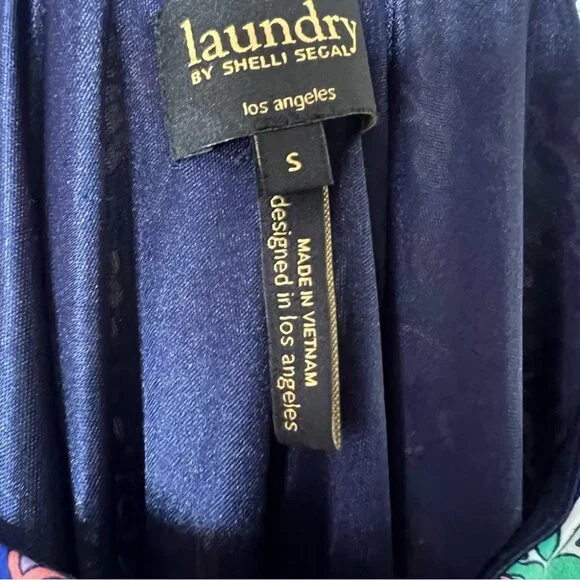 laundry
BY SHELLI SEGAL
los angeles
S
MADE IN VIETNAM
designed in los angeles